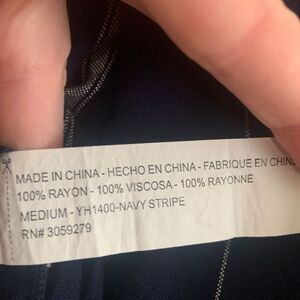 MADE IN CHINA - HECHO EN CHINA - FABRIQUE EN CHINE
100% RAYON - 100% VISCOSA - 100% RAYONNE
MEDIUM - YH1400-NAVY STRIPE
RN# 3059279